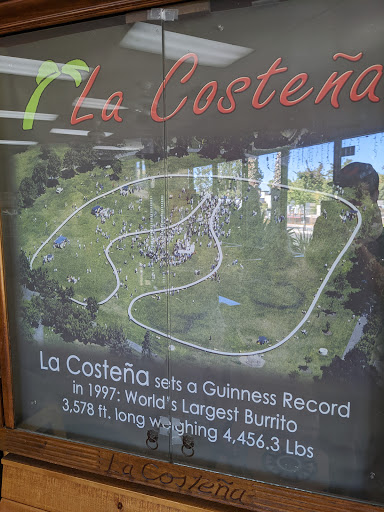 La Costeña
La Costeña sets a Guinness Record
in 1997: World's Largest Burrito
3,578 ft. long weighing 4,456.3 Lbs
La Costeña